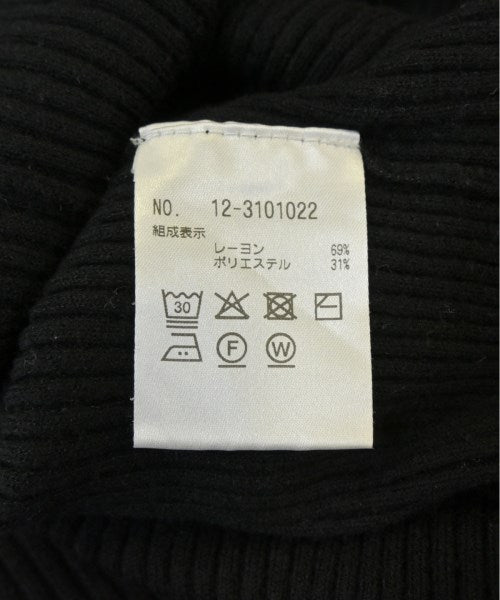 NO. 12-3101022
組成表示
レーヨン 69%
ポリエステル 31%
30
F W